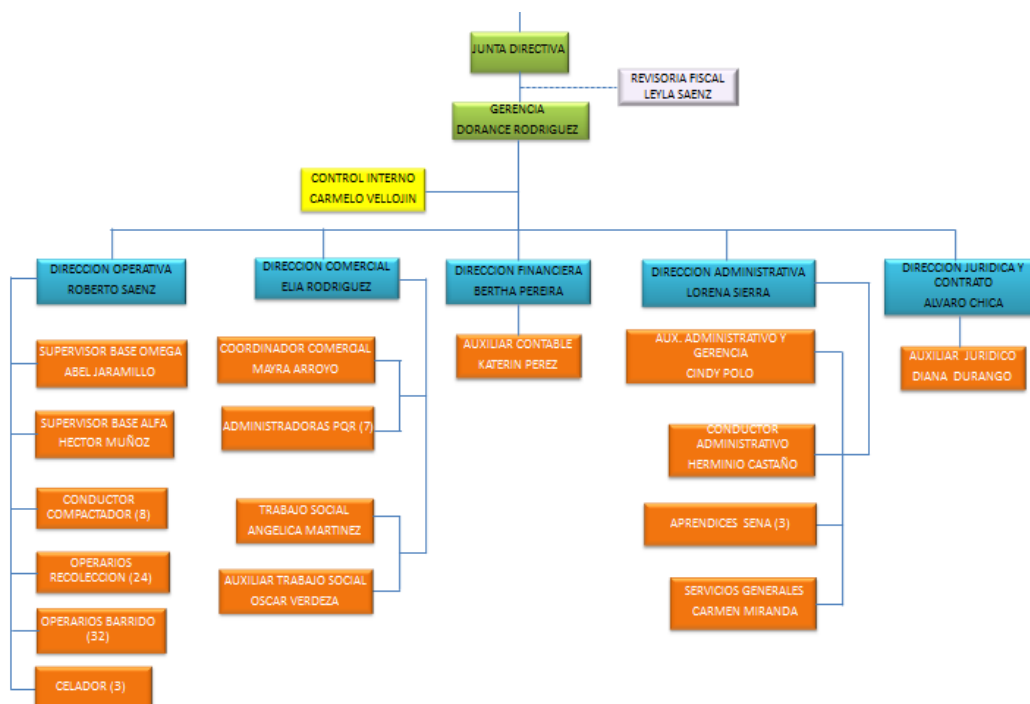 JUNTA DIRECTIVA
REVISORIA FISCAL
LEYLA SAENZ
GERENCIA
DORANCE RODRIGUEZ
CONTROL INTERNO
CARMELO VELLOJIN
DIRECCION OPERATIVA
ROBERTO SAENZ
DIRECCION COMERCIAL
ELIA RODRIGUEZ
DIRECCION FINANCIERA
BERTHA PEREIRA
DIRECCION ADMINISTRATIVA
LORENA SIERRA
DIRECCION JURIDICA Y
CONTRATO
ALVARO CHICA
SUPERVISOR BASE OMEGA
ABEL JARAMILLO
COORDINADOR COMERCIAL
MAYRA ARROYO
AUXILIAR CONTABLE
KATERIN PEREZ
AUX. ADMINISTRATIVO Y
GERENCIA
CINDY POLO
AUXILIAR JURIDICO
DIANA DURANGO
SUPERVISOR BASE ALFA
HECTOR MUÑOZ
ADMINISTRADORAS PQR (7)
CONDUCTOR
ADMINISTRATIVO
HERMINIO CASTAÑO
CONDUCTOR
COMPACTADOR (8)
TRABAJO SOCIAL
ANGELICA MARTINEZ
APRENDICES SENA (3)
OPERARIOS
RECOLECCION (24)
AUXILIAR TRABAJO SOCIAL
OSCAR VERDEZA
SERVICIOS GENERALES
CARMEN MIRANDA
OPERARIOS BARRIDO
(32)
CELADOR (3)